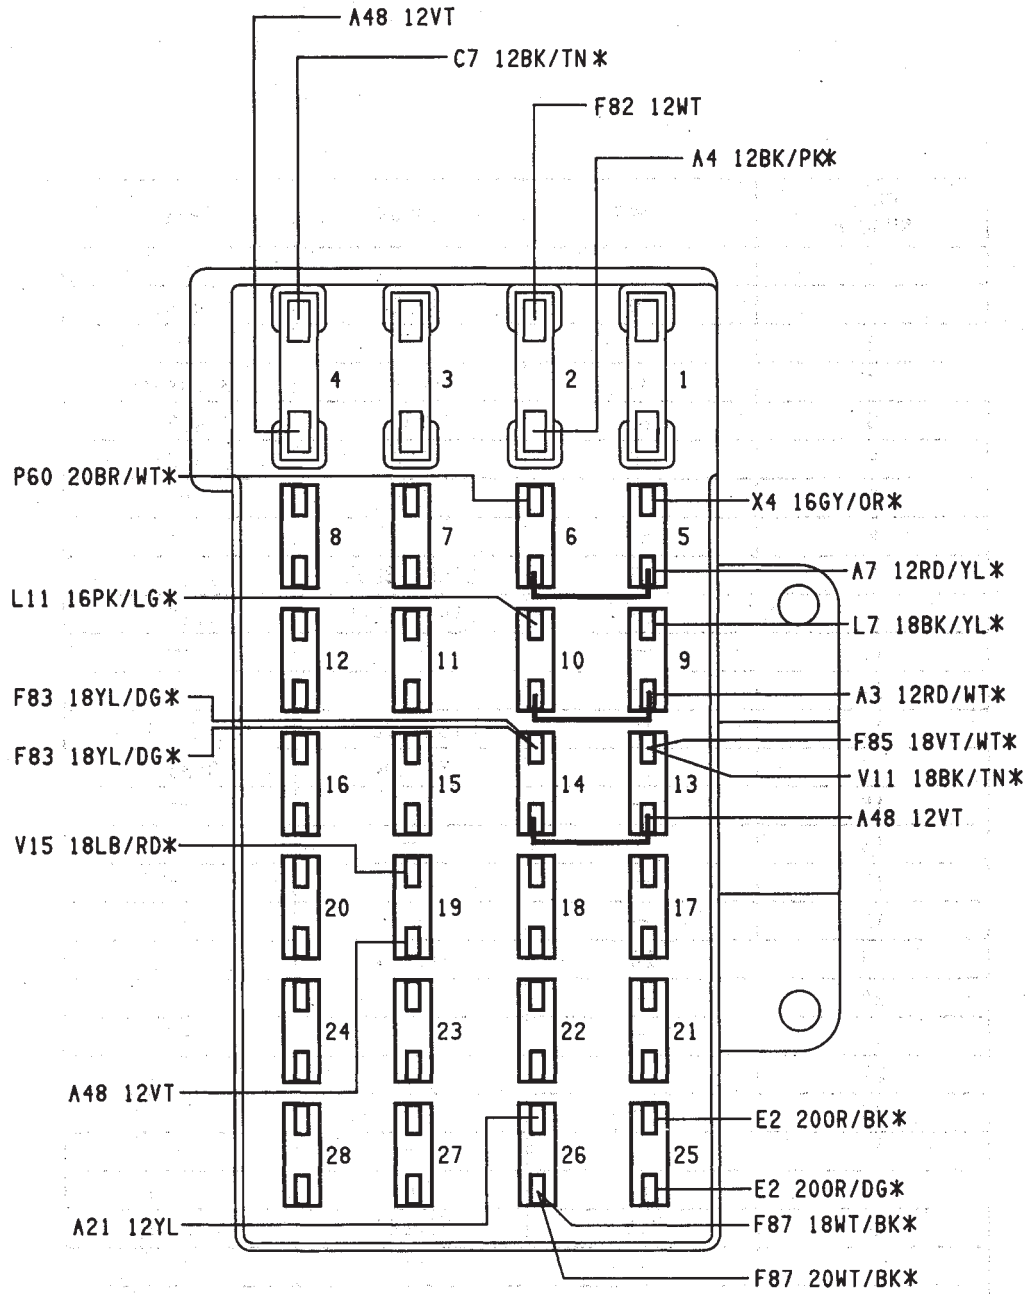 A48 12VT
C7 12BK/TN*
F82 12WT
A4 12BK/PK*
4
3
2
1
P60 20BR/WT*
X4 16GY/OR*
8
7
6
5
A7 12RD/YL*
L11 16PK/LG*
L7 18BK/YL*
12
11
10
9
F83 18YL/DG*
A3 12RD/WT*
F83 18YL/DG*
F85 18VT/WT*
V11 18BK/TN*
16
15
14
13
A48 12VT
V15 18LB/RD*
20
19
18
17
24
23
22
21
A48 12VT
E2 20OR/BK*
28
27
26
25
E2 20OR/DG*
A21 12YL
F87 18WT/BK*
F87 20WT/BK*